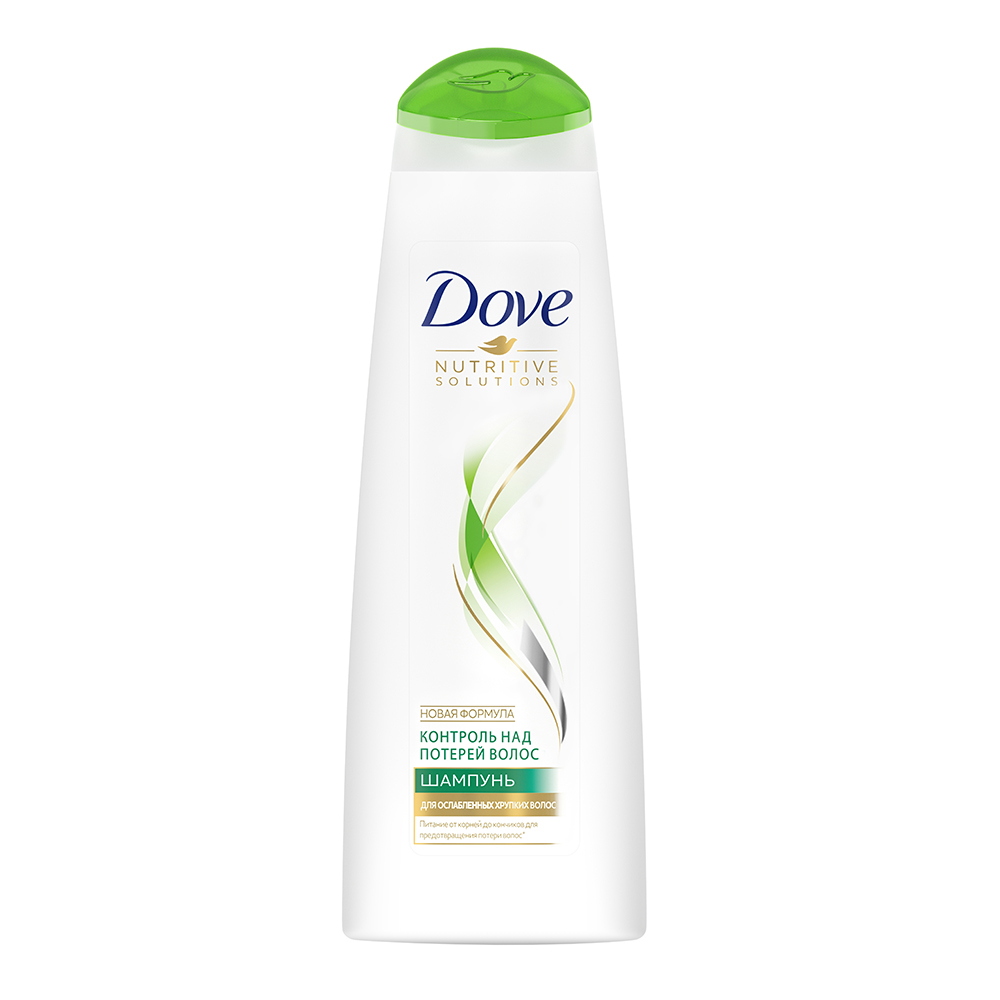 Dove
NUTRITIVE
SOLUTIONS
НОВАЯ ФОРМУЛА
КОНТРОЛЬ НАД
ПОТЕРЕЙ ВОЛОС
ШАМПУНЬ
ДЛЯ ОСЛАБЛЕННЫХ ХРУПКИХ ВОЛОС
Питание от корней до кончиков для
предотвращения потери волос*